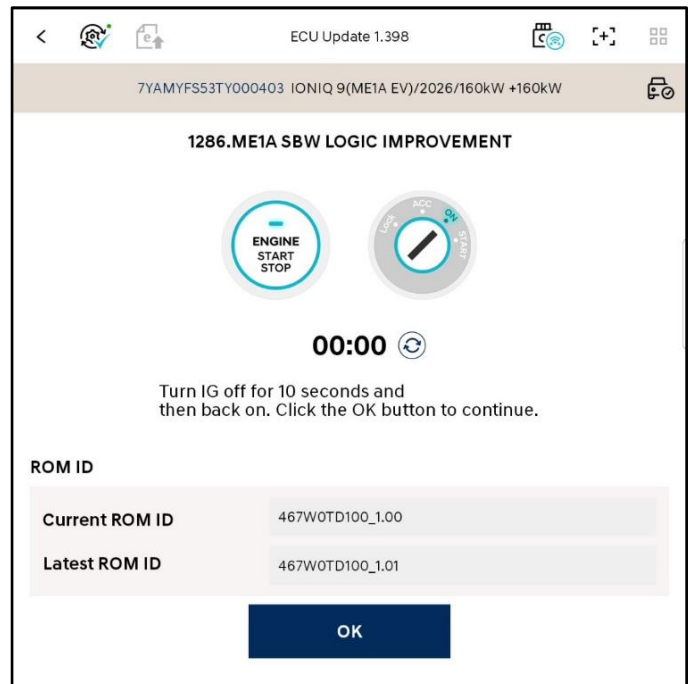 ECU Update 1.398
7YAMYFS53TY000403 IONIQ 9(ME1A EV)/2026/160kW +160kW
1286.ME1A SBW LOGIC IMPROVEMENT
ENGINE
START
STOP
Lock
ACC
ON
START
00:00
Turn IG off for 10 seconds and
then back on. Click the OK button to continue.
ROM ID
Current ROM ID 467W0TD100_1.00
Latest ROM ID 467W0TD100_1.01
OK